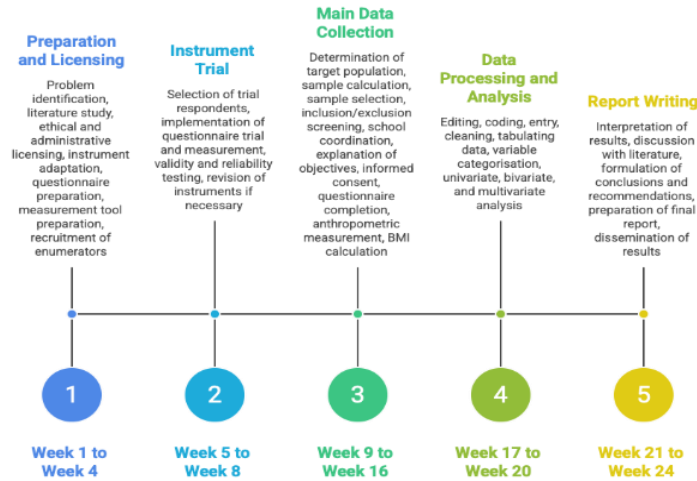 Preparation
and Licensing
Problem
identification,
literature study,
ethical and
administrative
licensing, instrument
adaptation,
questionnaire
preparation,
measurement tool
preparation,
recruitment of
enumerators
1
Week 1 to
Week 4
Instrument
Trial
Selection of trial
respondents,
implementation of
questionnaire trial
and measurement,
validity and reliability
testing, revision of
instruments if
necessary
2
Week 5 to
Week 8
Main Data
Collection
Determination of
target population,
sample calculation,
sample selection,
inclusion/exclusion
screening, school
coordination,
explanation of
objectives, informed
consent,
questionnaire
completion,
anthropometric
measurement, BMI
calculation
3
Week 9 to
Week 16
Data
Processing and
Analysis
Editing, coding, entry,
cleaning, tabulating
data, variable
categorisation,
univariate, bivariate,
and multivariate
analysis
4
Week 17 to
Week 20
Report Writing
Interpretation of
results, discussion
with literature,
formulation of
conclusions and
recommendations,
preparation of final
report,
dissemination of
results
5
Week 21 to
Week 24